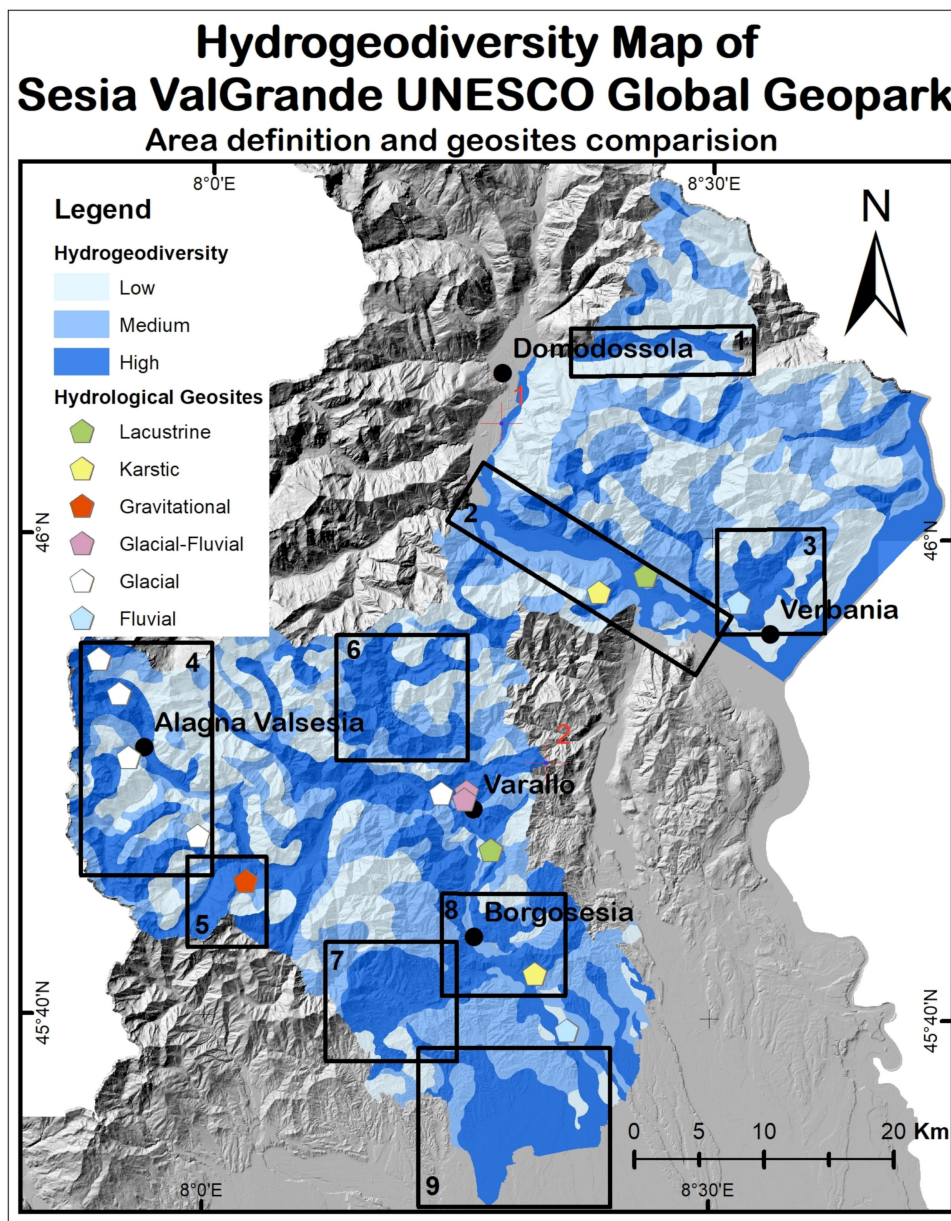 Hydrogeodiversity Map of
Sesia ValGrande UNESCO Global Geopark
Area definition and geosites comparision
8°0'E
8°30'E
Legend
Hydrogeodiversity
Low
Medium
High
Hydrological Geosites
Lacustrine
Karstic
Gravitational
Glacial-Fluvial
Glacial
Fluvial
N
1
Domodossola
1
2
46°N
46°N
3
Verbania
4
6
Alagna Valsesia
2
Varallo
5
8
Borgosesia
7
45°40'N
45°40'N
9
0 5 10 20 Km
8°0'E
8°30'E